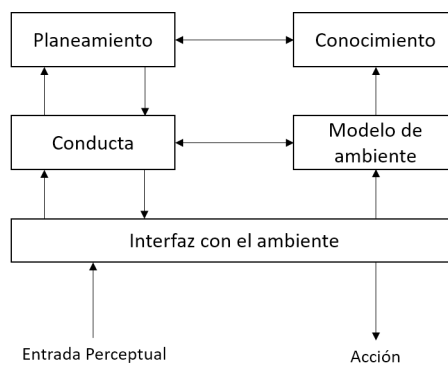 Planeamiento
Conocimiento
Conducta
Modelo de
ambiente
Interfaz con el ambiente
Entrada Perceptual
Acción